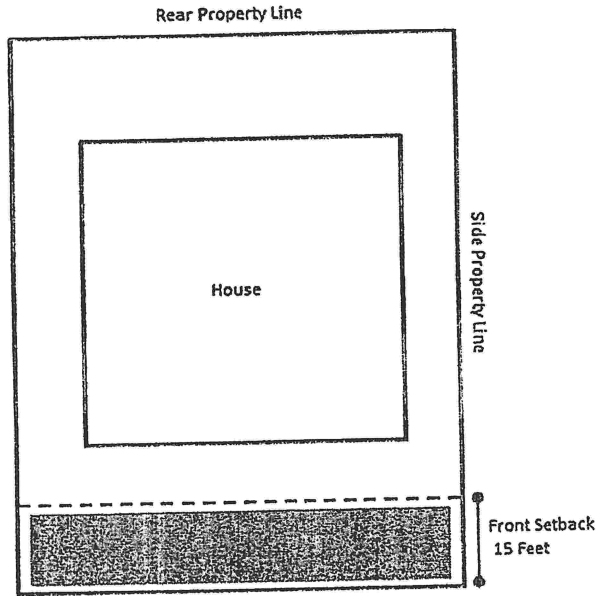 Rear Property Line
House
Side Property Line
Front Setback
15 Feet